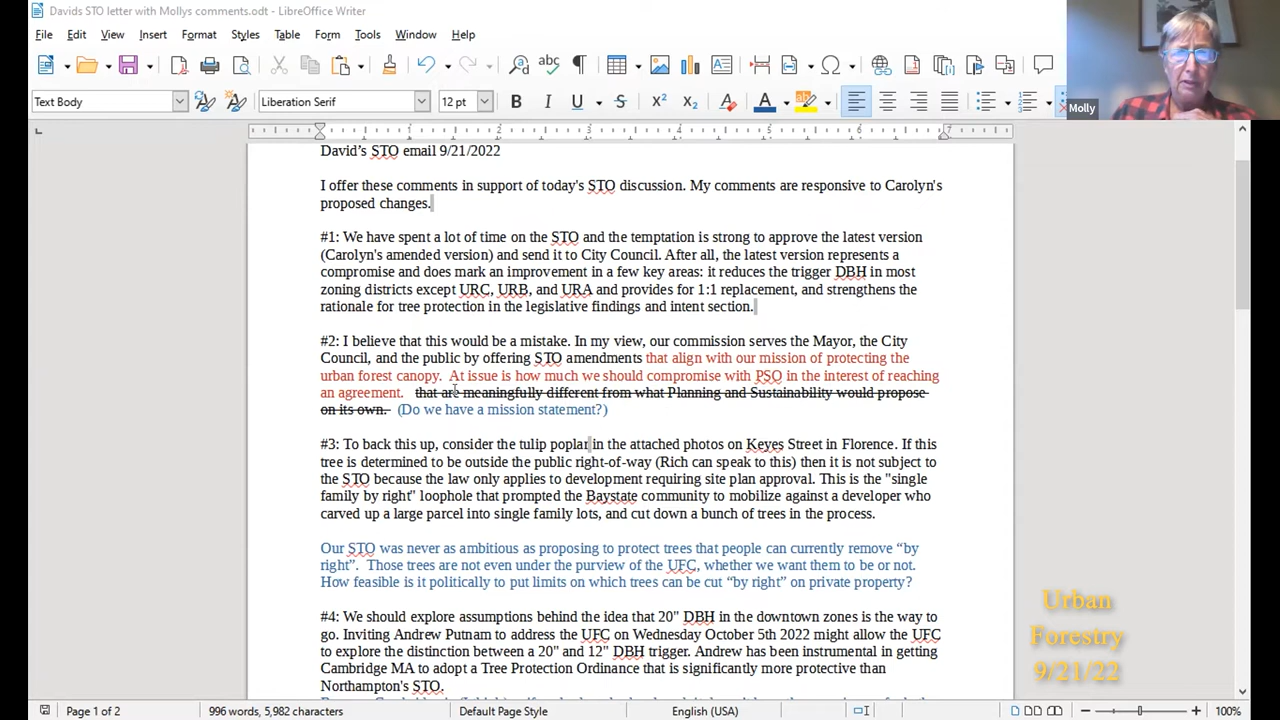 Davids STO letter with Mollys comments.odt - LibreOffice Writer
File Edit View Insert Format Styles Table Form Tools Window Help
Text Body Liberation Serif 12 pt
Molly
1 2 3 4 5 6 7
David's STO email 9/21/2022
I offer these comments in support of today's STO discussion. My comments are responsive to Carolyn's
proposed changes.
#1: We have spent a lot of time on the STO and the temptation is strong to approve the latest version
(Carolyn's amended version) and send it to City Council. After all, the latest version represents a
compromise and does mark an improvement in a few key areas: it reduces the trigger DBH in most
zoning districts except URC, URB, and URA and provides for 1:1 replacement, and strengthens the
rationale for tree protection in the legislative findings and intent section.
#2: I believe that this would be a mistake. In my view, our commission serves the Mayor, the City
Council, and the public by offering STO amendments that align with our mission of protecting the
urban forest canopy. At issue is how much we should compromise with PSO in the interest of reaching
an agreement. that are meaningfully different from what Planning and Sustainability would propose
on its own. (Do we have a mission statement?)
#3: To back this up, consider the tulip poplar in the attached photos on Keyes Street in Florence. If this
tree is determined to be outside the public right-of-way (Rich can speak to this) then it is not subject to
the STO because the law only applies to development requiring site plan approval. This is the "single
family by right" loophole that prompted the Baystate community to mobilize against a developer who
carved up a large parcel into single family lots, and cut down a bunch of trees in the process.
Our STO was never as ambitious as proposing to protect trees that people can currently remove “by
right”. Those trees are not even under the purview of the UFC, whether we want them to be or not.
How feasible is it politically to put limits on which trees can be cut “by right” on private property?
#4: We should explore assumptions behind the idea that 20" DBH in the downtown zones is the way to
go. Inviting Andrew Putnam to address the UFC on Wednesday October 5th 2022 might allow the UFC
to explore the distinction between a 20" and 12" DBH trigger. Andrew has been instrumental in getting
Cambridge MA to adopt a Tree Protection Ordinance that is significantly more protective than
Northampton's STO.
Urban
Forestry
9/21/22
Page 1 of 2 996 words, 5,982 characters Default Page Style English (USA) 100%